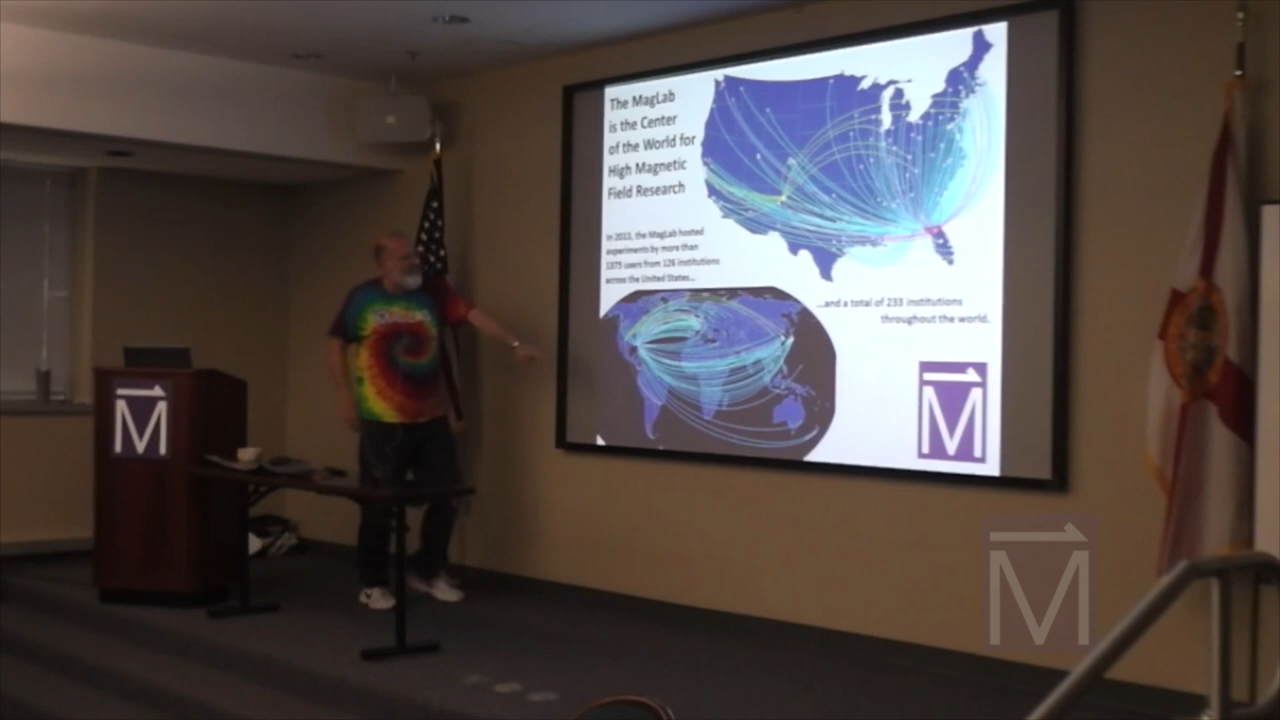 The MagLab
is the Center
of the World for
High Magnetic
Field Research
In 2013, the MagLab hosted
experiments by more than
1375 users from 126 institutions
across the United States...
...and a total of 233 institutions
throughout the world.
M
M
M